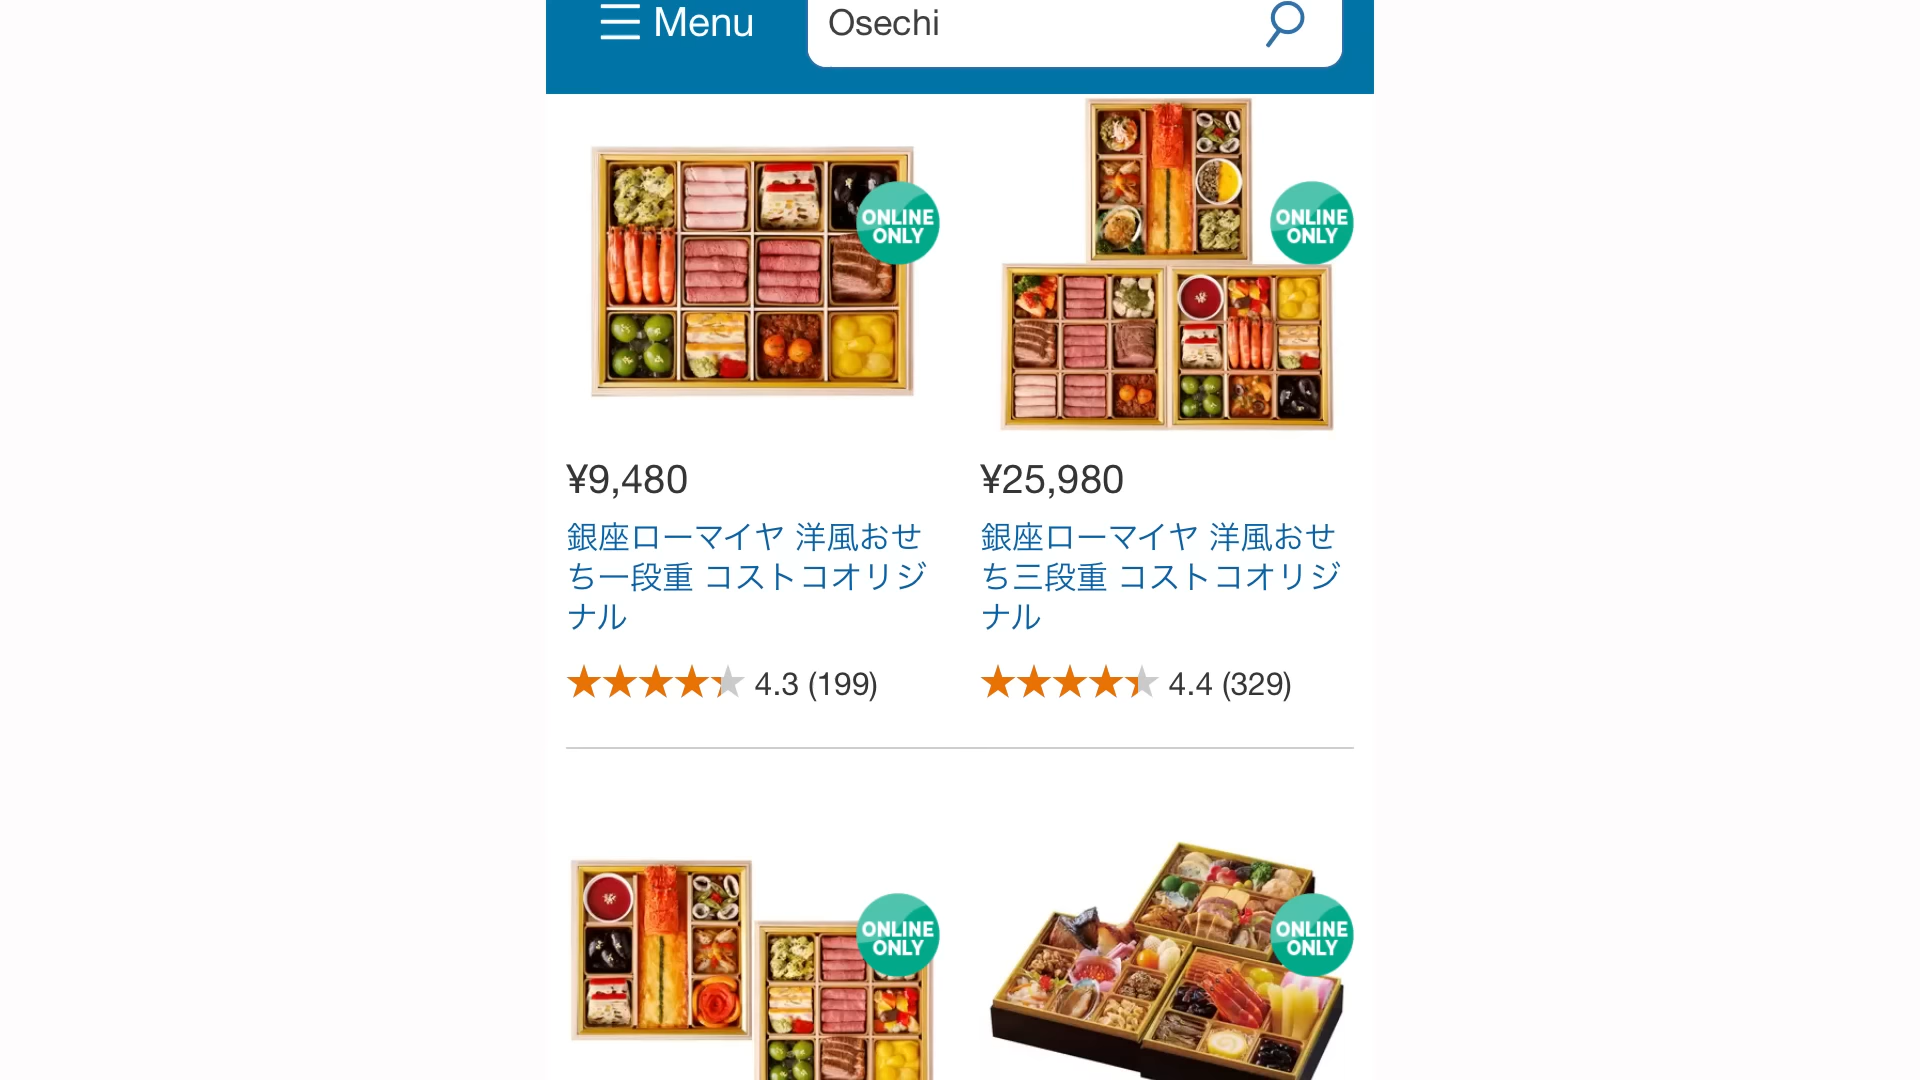 Menu
Osechi
ONLINE
ONLY
ONLINE
ONLY
¥9,480
銀座ローマイヤ 洋風おせ
ち一段重 コストコオリジ
ナル
4.3 (199)
¥25,980
銀座ローマイヤ 洋風おせ
ち三段重 コストコオリジ
ナル
4.4 (329)
ONLINE
ONLY
ONLINE
ONLY